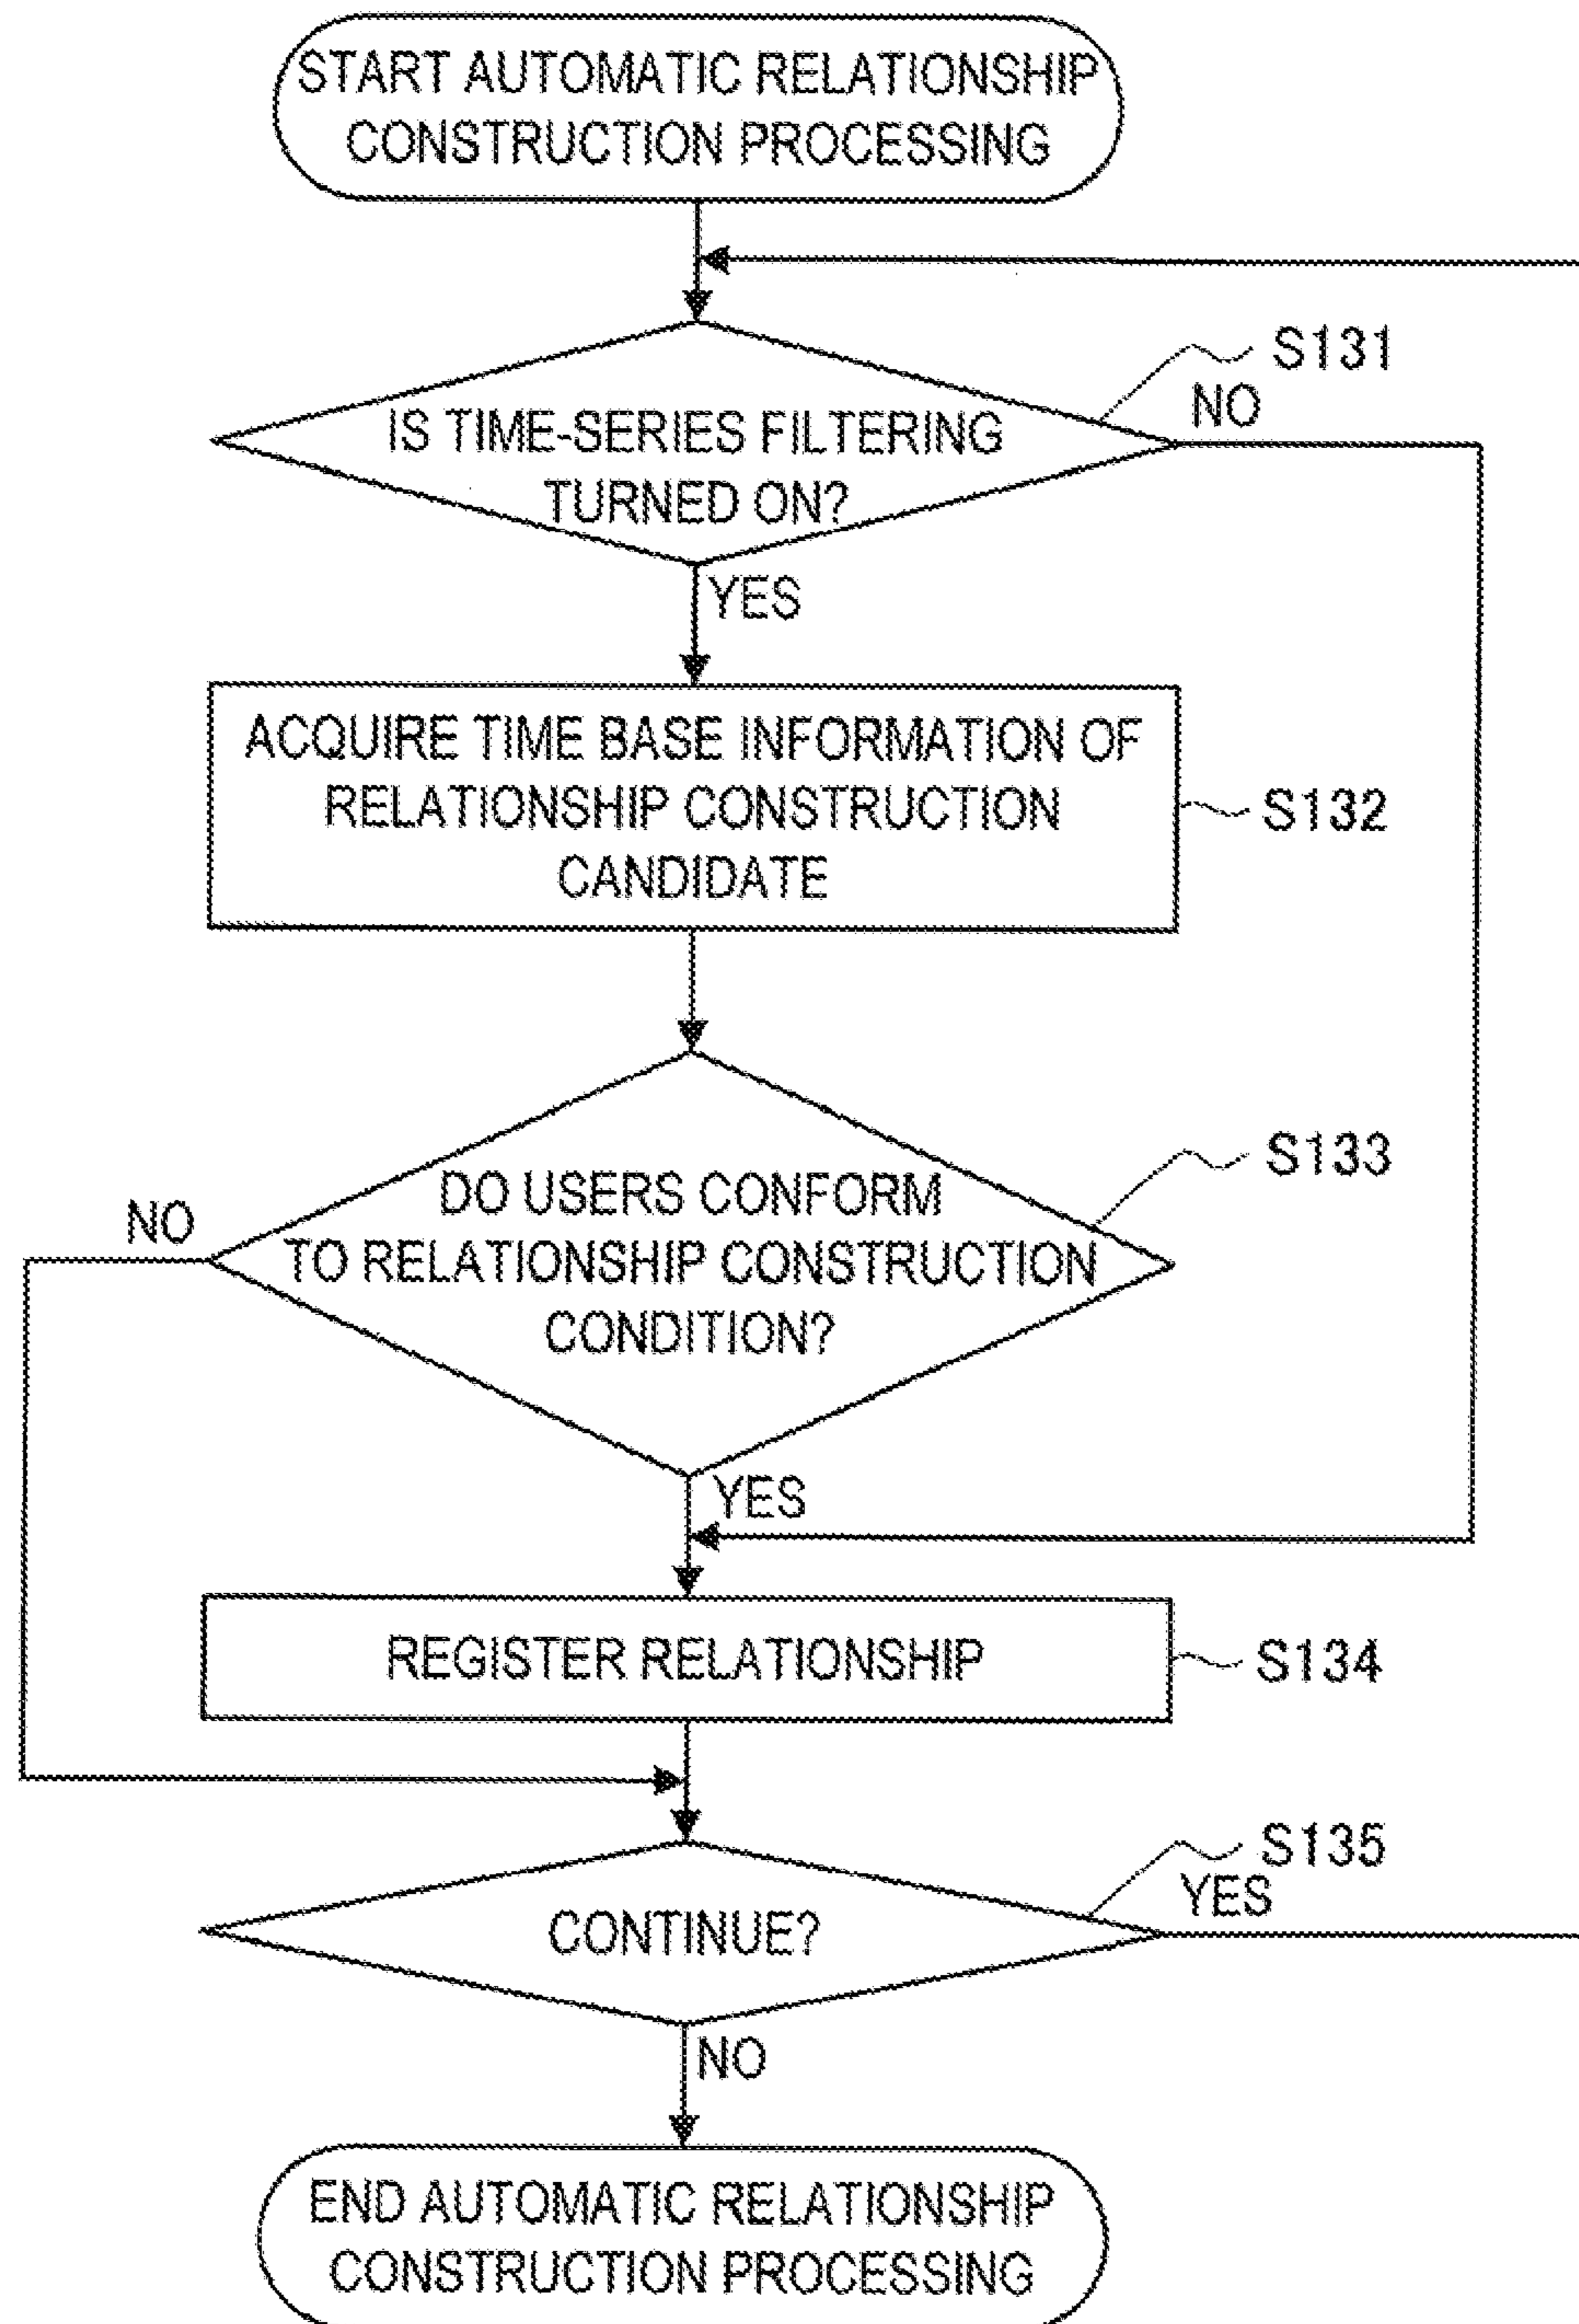 START AUTOMATIC RELATIONSHIP
CONSTRUCTION PROCESSING
S131
NO
IS TIME-SERIES FILTERING
TURNED ON?
YES
ACQUIRE TIME BASE INFORMATION OF
RELATIONSHIP CONSTRUCTION
CANDIDATE
S132
S133
NO
DO USERS CONFORM
TO RELATIONSHIP CONSTRUCTION
CONDITION?
YES
REGISTER RELATIONSHIP
S134
S135
YES
CONTINUE?
NO
END AUTOMATIC RELATIONSHIP
CONSTRUCTION PROCESSING